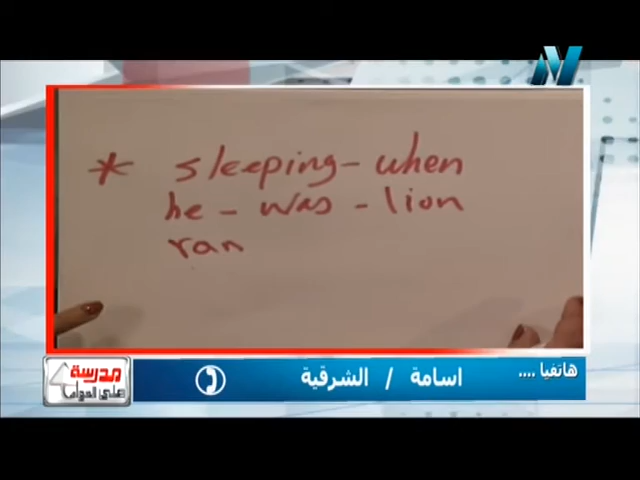 * sleeping - when
he - was - lion
ran
هاتفيا ....
اسامة / الشرقية
مدرسة
على الهواء